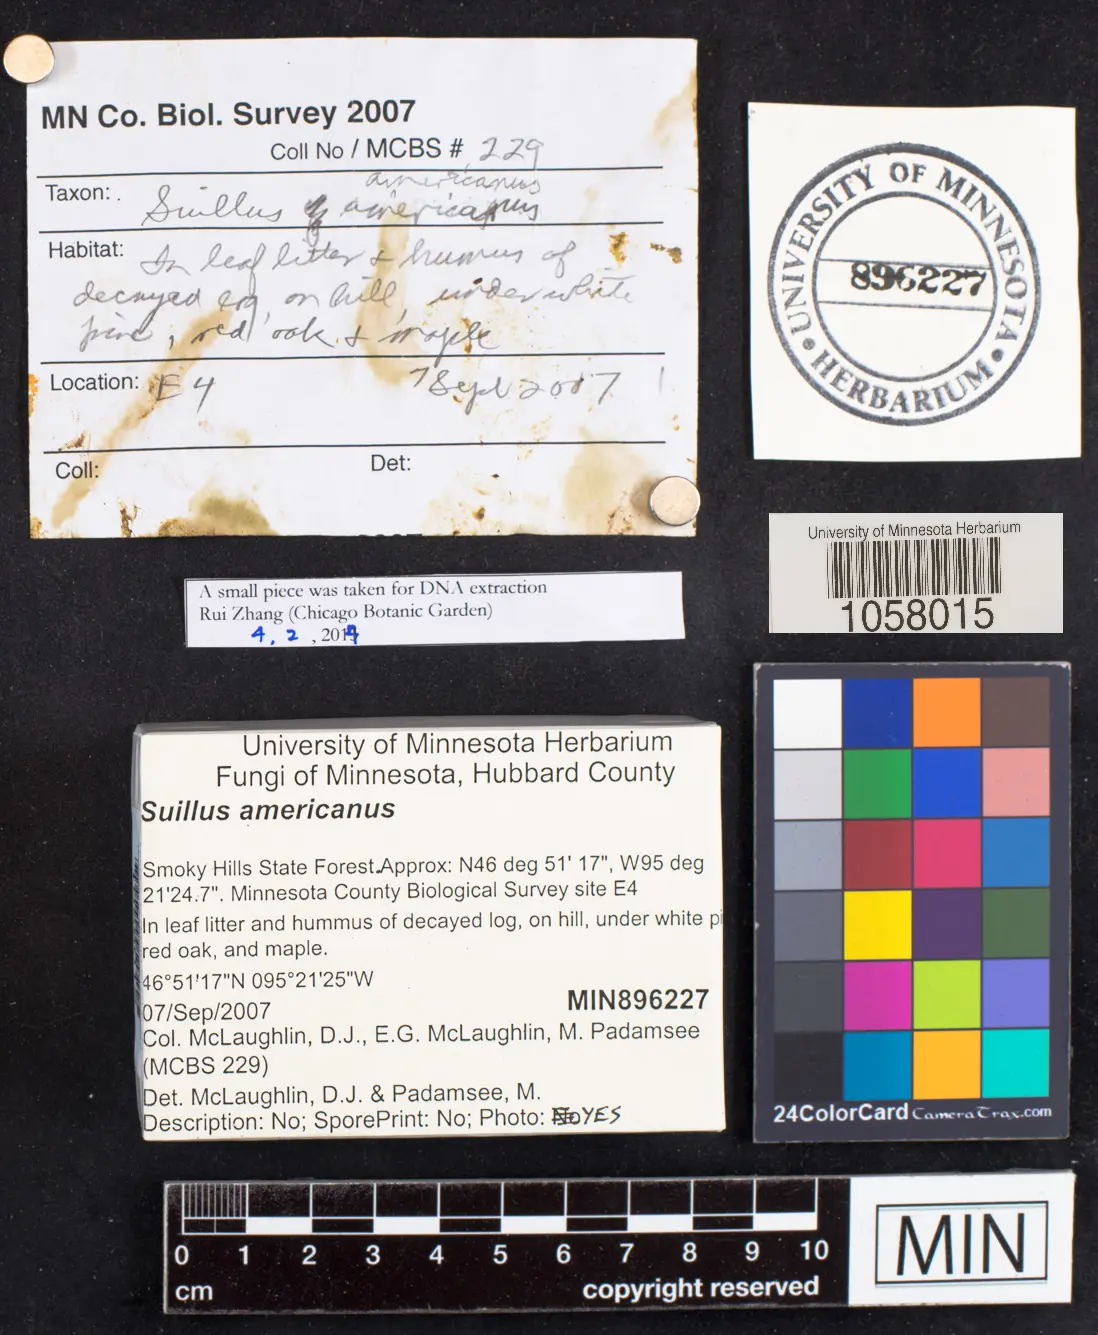 MN Co. Biol. Survey 2007
Coll No / MCBS # 229
americanus
Taxon: Suillus americanus
Habitat: In leaf litter & humus of
decayed log on hill under white
pine, red oak & maple
Location: E4 7 Sept 2007
Coll: Det:
UNIVERSITY OF MINNESOTA
896227
• HERBARIUM •
University of Minnesota Herbarium
1058015
A small piece was taken for DNA extraction
Rui Zhang (Chicago Botanic Garden)
4, 2, 201
University of Minnesota Herbarium
Fungi of Minnesota, Hubbard County
Suillus americanus
Smoky Hills State Forest.Approx: N46 deg 51' 17", W95 deg
21'24.7". Minnesota County Biological Survey site E4
In leaf litter and hummus of decayed log, on hill, under white pi
red oak, and maple.
46°51'17"N 095°21'25"W
07/Sep/2007 MIN896227
Col. McLaughlin, D.J., E.G. McLaughlin, M. Padamsee
(MCBS 229)
Det. McLaughlin, D.J. & Padamsee, M.
Description: No; SporePrint: No; Photo: No YES
24ColorCard CameraTrax.com
0 1 2 3 4 5 6 7 8 9 10
cm copyright reserved
MIN